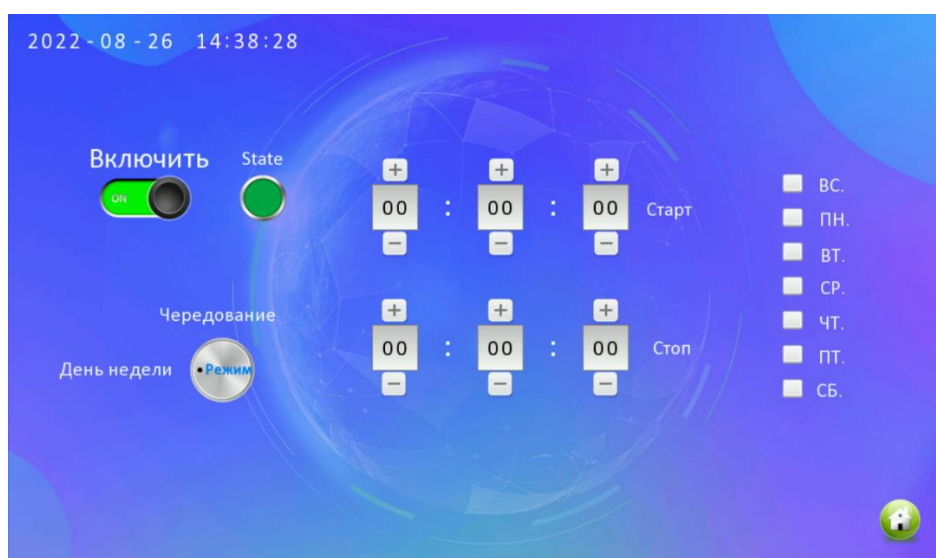 2022-08-26 14:38:28
Включить State
ON
00 : 00 : 00 Старт
Чередование
День недели Режим
00 : 00 : 00 Стоп
ВС.
ПН.
ВТ.
СР.
ЧТ.
ПТ.
СБ.